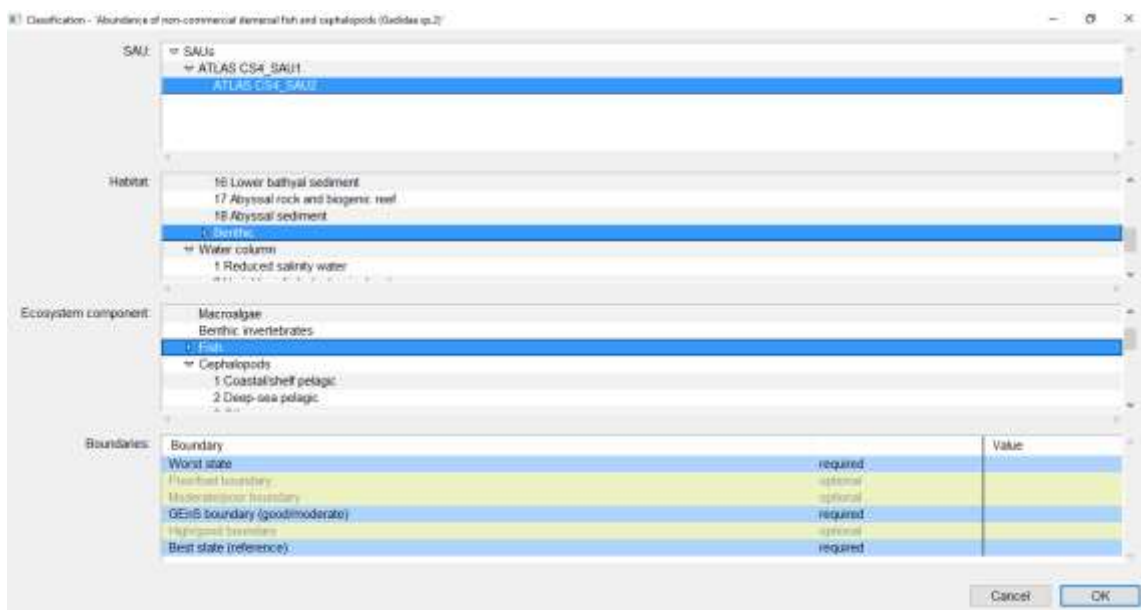 Classification - 'Abundance of non-commercial demersal fish and cephalopods (Gadidae sp.2)'
SAU:
SAUs
ATLAS CS4_SAU1
ATLAS CS4_SAU2
Habitat:
16 Lower bathyal sediment
17 Abyssal rock and biogenic reef
18 Abyssal sediment
Benthic
Water column
1 Reduced salinity water
Ecosystem component:
Macroalgae
Benthic invertebrates
Fish
Cephalopods
1 Coastal/shelf pelagic
2 Deep-sea pelagic
Boundaries:
Boundary Value
Worst state required
Poor/bad boundary optional
Moderate/poor boundary optional
GEnS boundary (good/moderate) required
High/good boundary optional
Best state (reference) required
Cancel OK